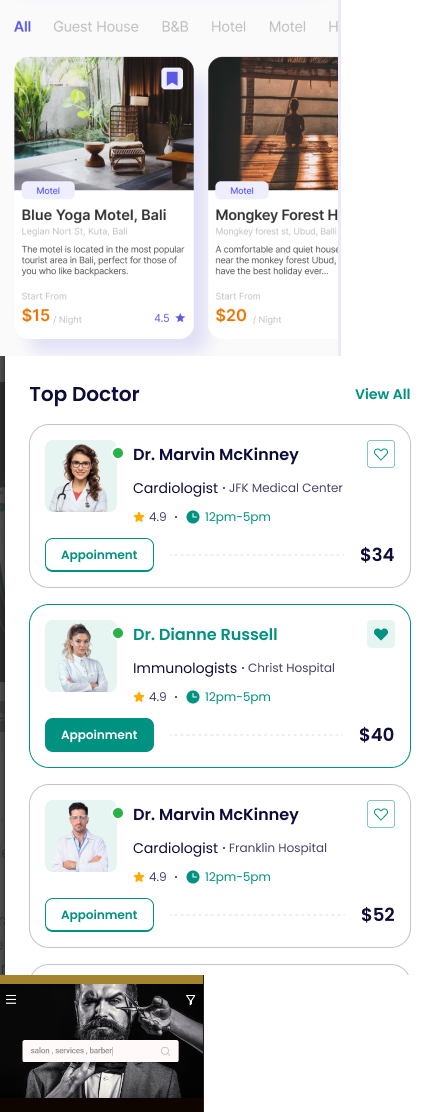 All Guest House B&B Hotel Motel H
Motel
Blue Yoga Motel, Bali
Legian Nort St, Kuta, Bali
The motel is located in the most popular
tourist area in Bali, perfect for those of
you who like backpackers.
Start From
$15 / Night 4.5
Motel
Mongkey Forest H
Mongkey forest st, Ubud, Bali
A comfortable and quiet house
near the monkey forest Ubud,
have the best holiday ever...
Start From
$20 / Night
Top Doctor View All
Dr. Marvin McKinney
Cardiologist · JFK Medical Center
4.9 · 12pm-5pm
Appoinment $34
Dr. Dianne Russell
Immunologists · Christ Hospital
4.9 · 12pm-5pm
Appoinment $40
Dr. Marvin McKinney
Cardiologist · Franklin Hospital
4.9 · 12pm-5pm
Appoinment $52
salon , services , barber